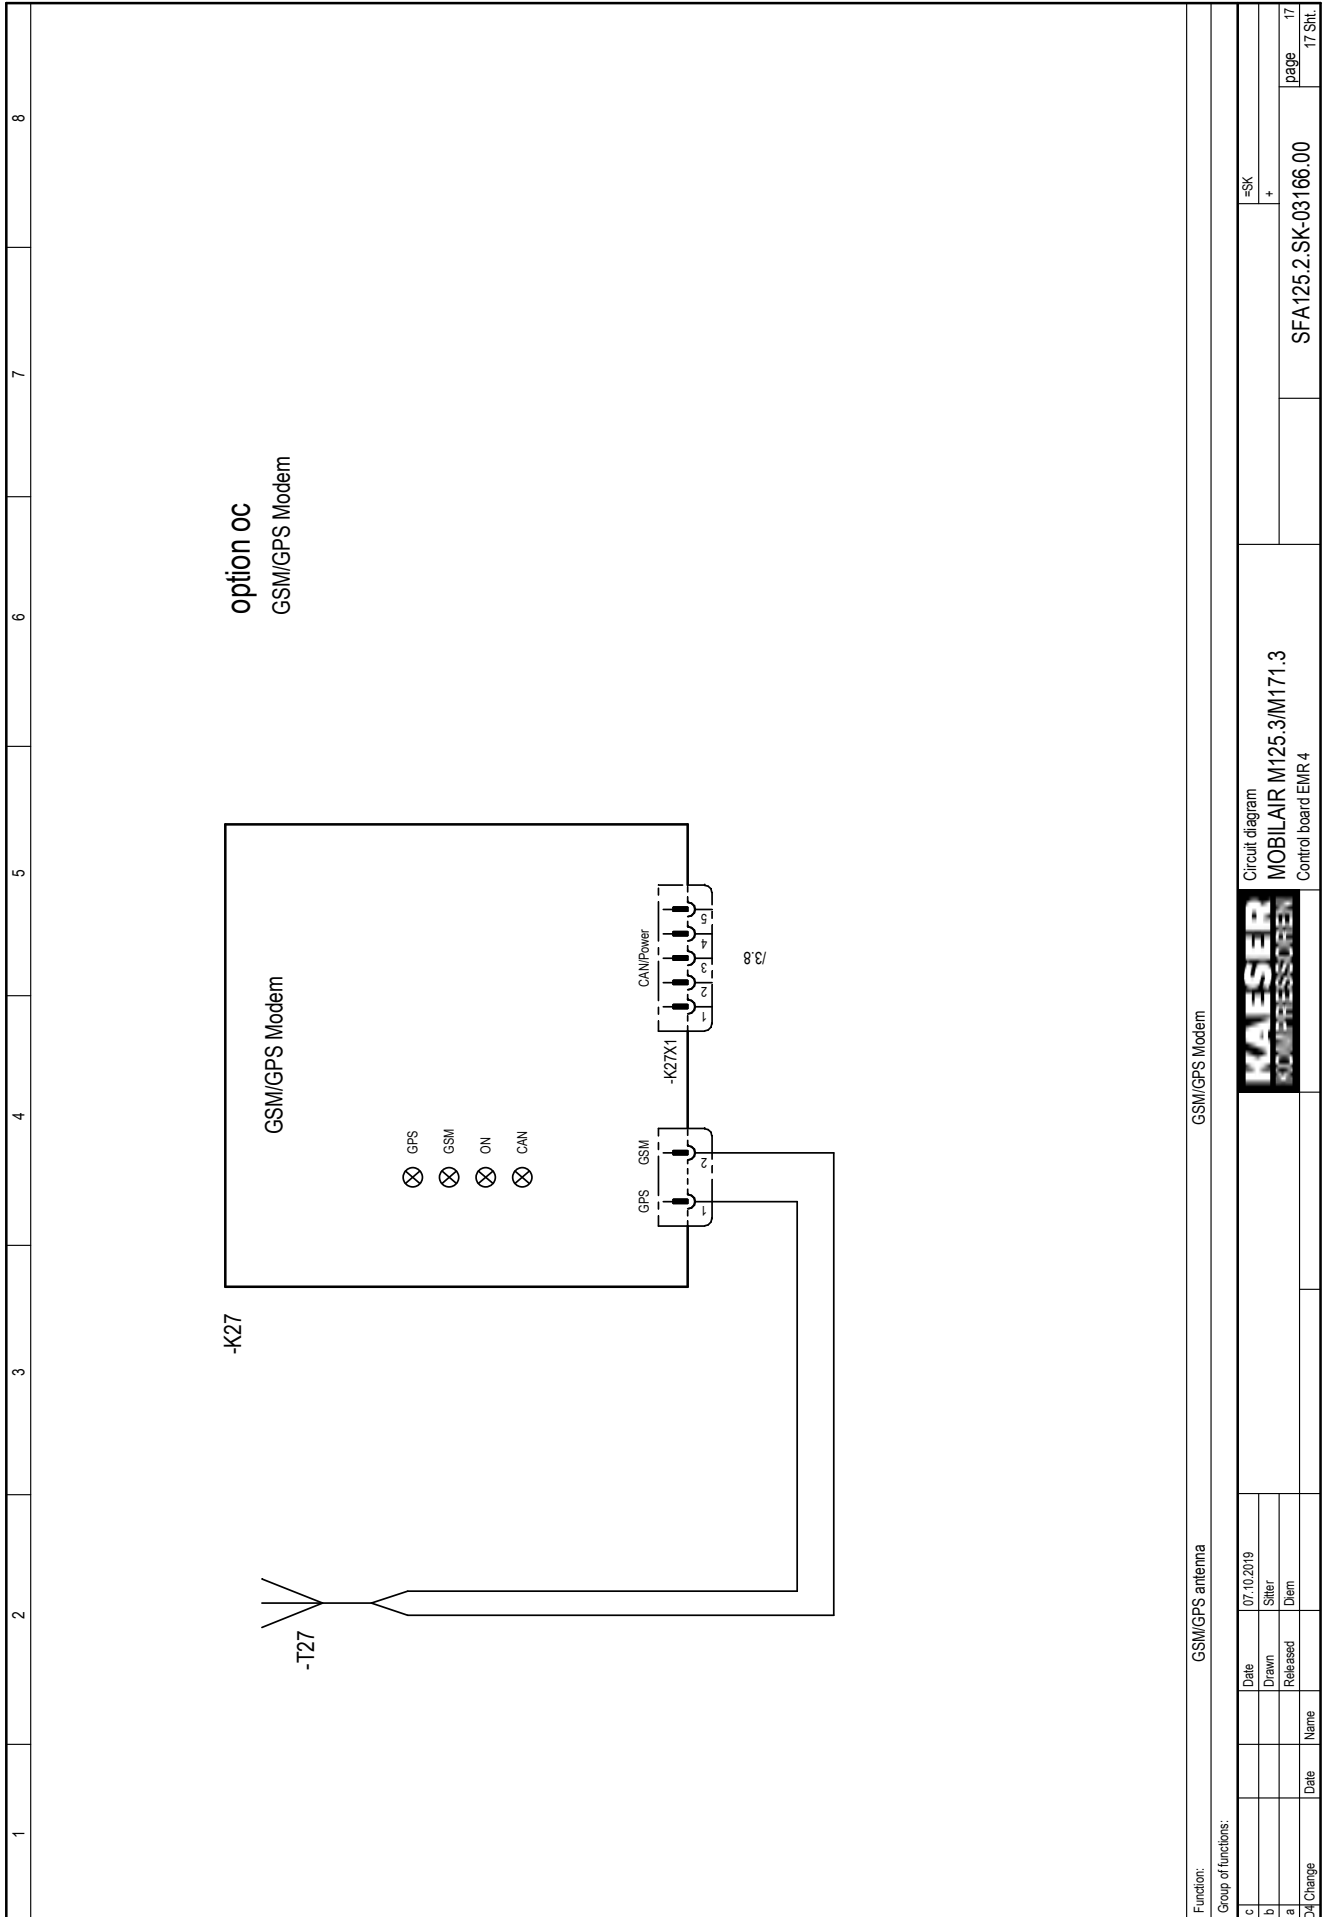 1
2
3
4
5
6
7
8
option oc
GSM/GPS Modem
-K27
GSM/GPS Modem
-T27
GPS
GSM
ON
CAN
GPS
GSM
1
2
-K27X1
CAN/Power
1
2
3
4
5
/3.8
Function:
GSM/GPS antenna
GSM/GPS Modem
Group of functions:
c
b
a
D4
Change
Date
Name
Date
07.10.2019
Drawn
Sitter
Released
Diem
KAESER
KOMPRESSOREN
Circuit diagram
MOBILAIR M125.3/M171.3
Control board EMR 4
=SK
+
SFA125.2.SK-03166.00
page
17
17 Sht.